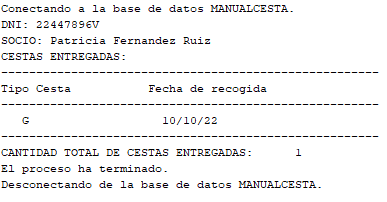 Conectando a la base de datos MANUALCESTA.
DNI: 22447896V
SOCIO: Patricia Fernandez Ruiz
CESTAS ENTREGADAS:
------------------------------------------------------
Tipo Cesta Fecha de recogida
------------------------------------------------------
G 10/10/22
------------------------------------------------------
CANTIDAD TOTAL DE CESTAS ENTREGADAS: 1
El proceso ha terminado.
Desconectando de la base de datos MANUALCESTA.